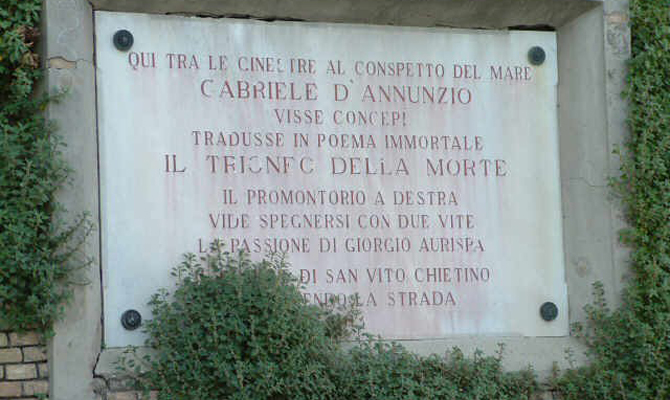 QUI TRA LE GINESTRE AL CONSPETTO DEL MARE
GABRIELE D'ANNUNZIO
VISSE CONCEPI
TRADUSSE IN POEMA IMMORTALE
IL TRIONFO DELLA MORTE
IL PROMONTORIO A DESTRA
VIDE SPEGNERSI CON DUE VITE
LA PASSIONE DI GIORGIO AURISPA
DI SAN VITO CHIETINO
LA STRADA